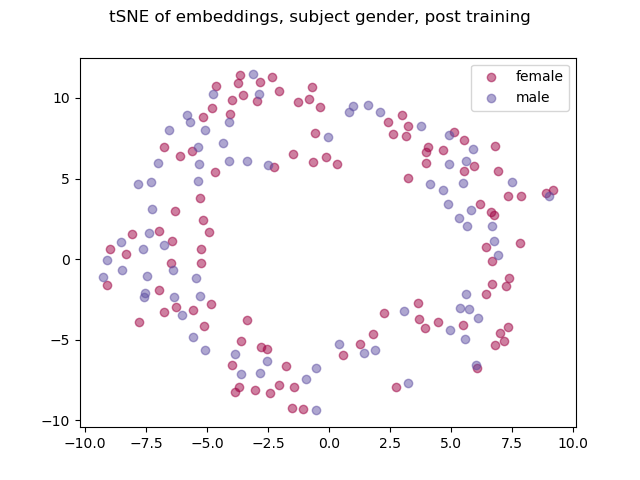 tSNE of embeddings, subject gender, post training
female
male
10
5
0
−5
−10
−10.0 −7.5 −5.0 −2.5 0.0 2.5 5.0 7.5 10.0